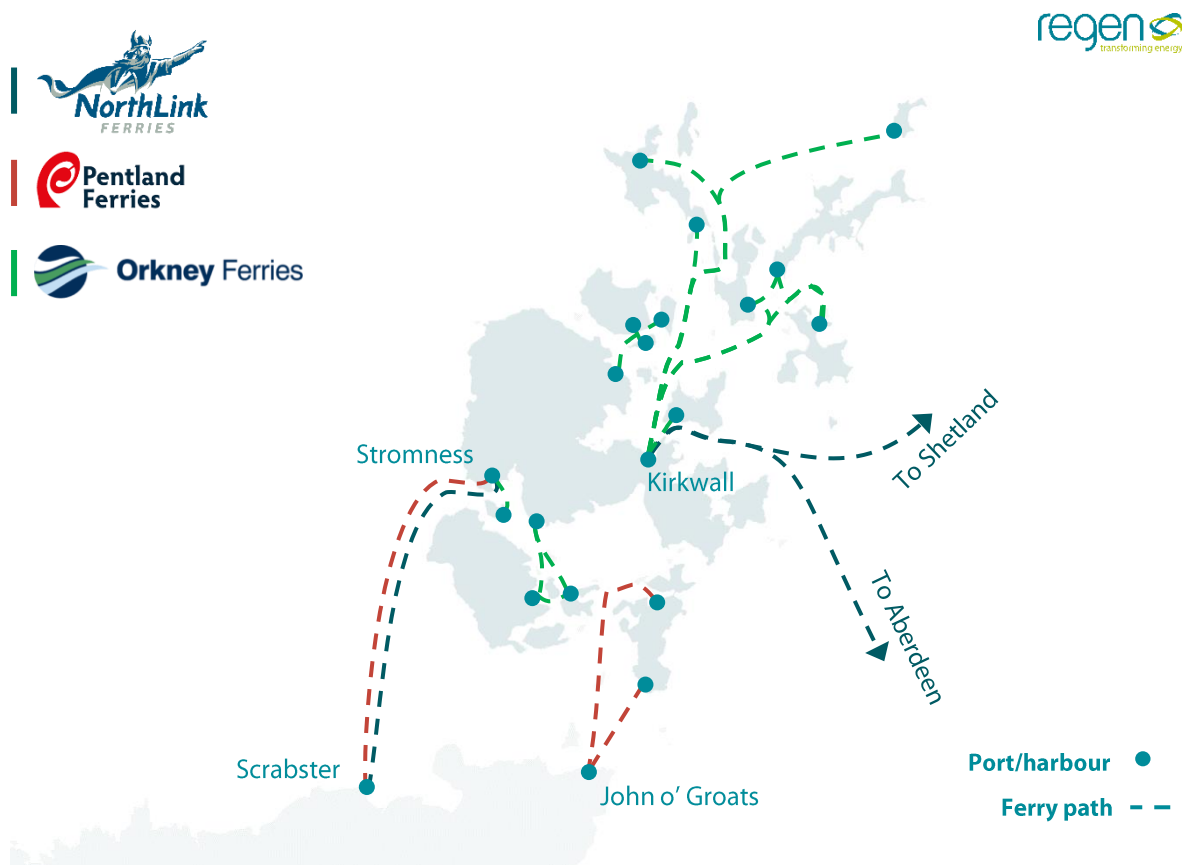 regen
transforming energy
NorthLink
FERRIES
Pentland
Ferries
Orkney Ferries
To Shetland
Stromness
Kirkwall
To Aberdeen
Scrabster
John o’ Groats
Port/harbour
Ferry path